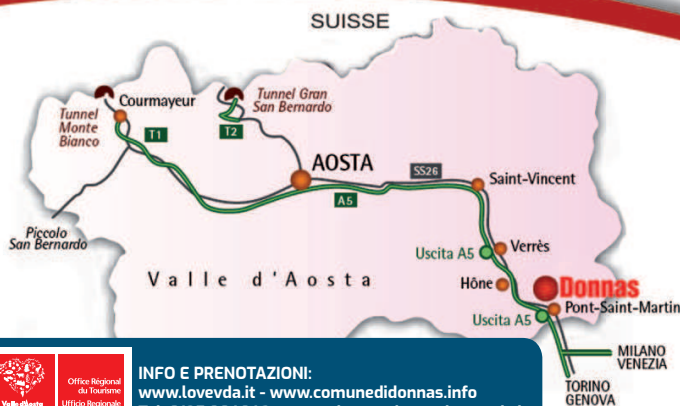 SUISSE
Tunnel Gran
San Bernardo
Courmayeur
Tunnel
Monte
Bianco
T1
T2
AOSTA
SS26
A5
Saint-Vincent
Piccolo
San Bernardo
Uscita A5
Verrès
Valle d'Aosta
Hône
Donnas
Pont-Saint-Martin
Uscita A5
MILANO
VENEZIA
TORINO
GENOVA
Office Régional
du Tourisme
Ufficio Regionale
INFO E PRENOTAZIONI:
www.lovevda.it - www.comunedidonnas.info